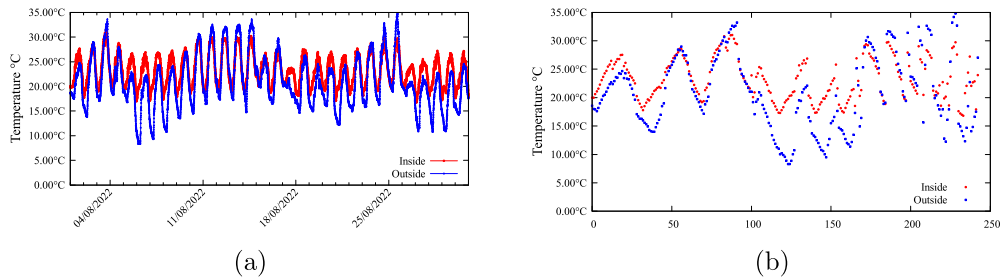 35.00°C
30.00°C
25.00°C
20.00°C
15.00°C
10.00°C
5.00°C
0.00°C
Temperature °C
04/08/2022
11/08/2022
18/08/2022
25/08/2022
Inside
Outside
(a)
35.00°C
30.00°C
25.00°C
20.00°C
15.00°C
10.00°C
5.00°C
0.00°C
Temperature °C
0 50 100 150 200 250
Inside
Outside
(b)